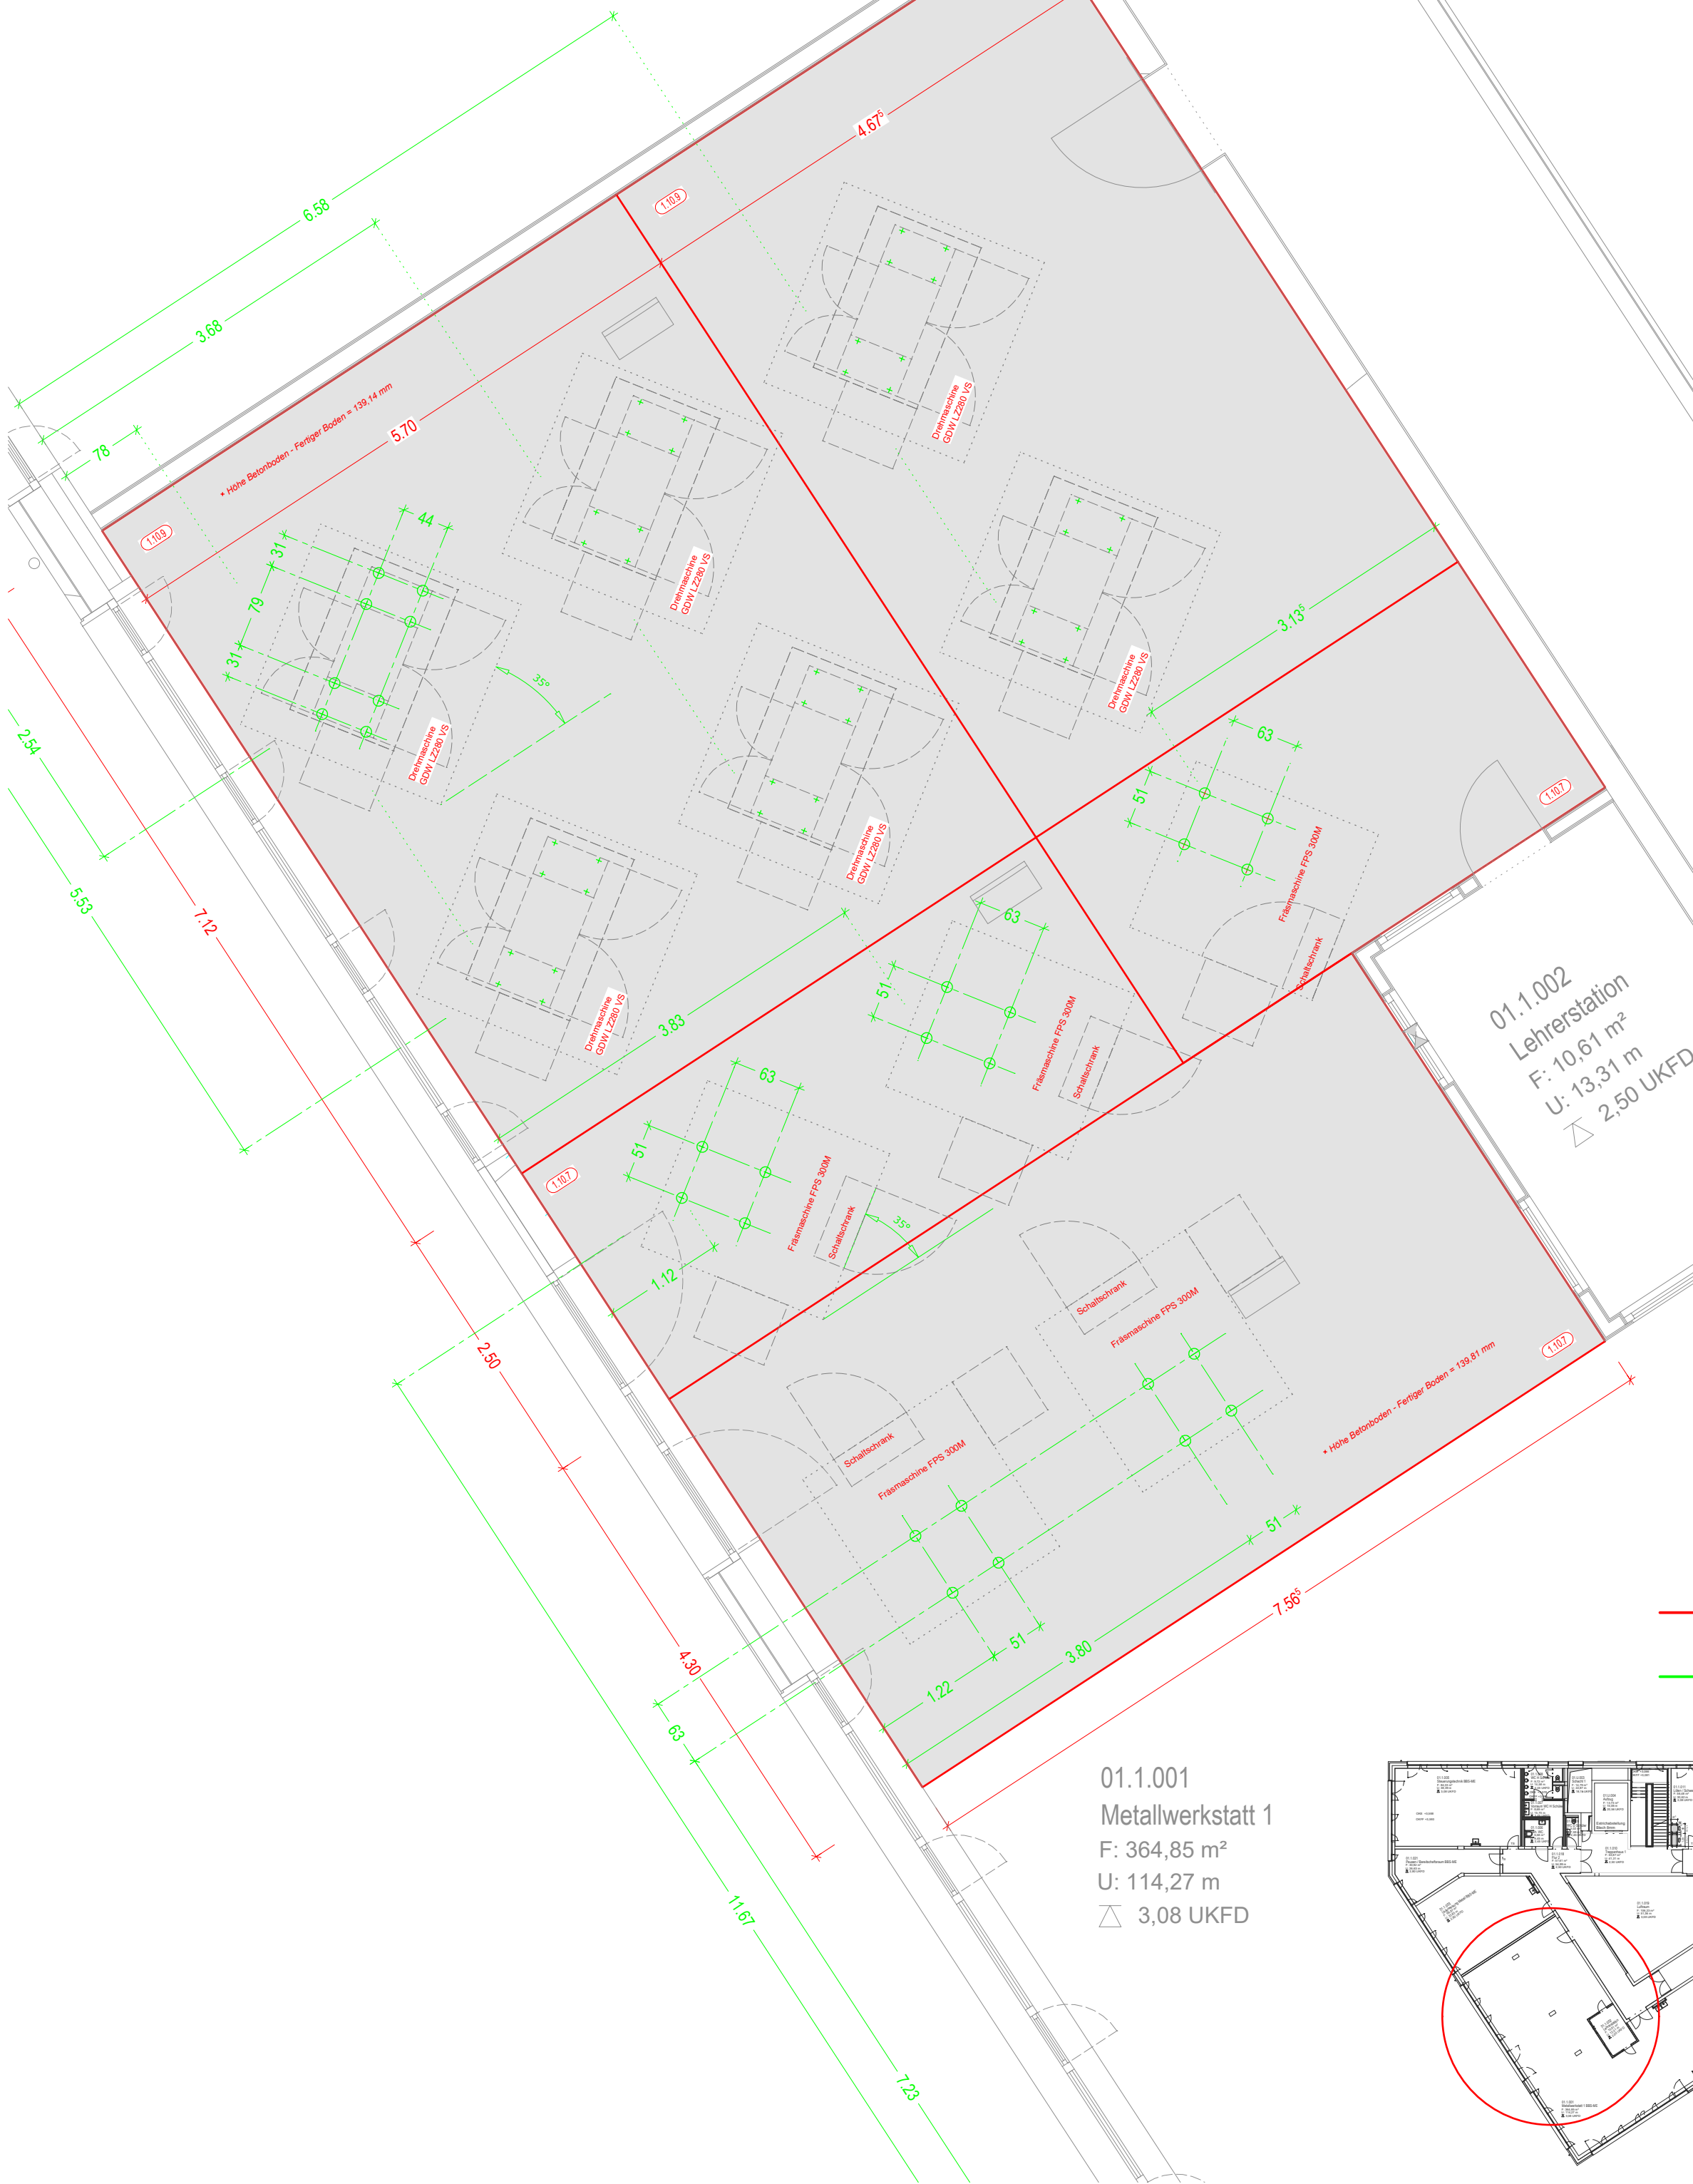 6.58
4.67⁵
1.10.9
3.68
* Höhe Betonboden - Fertiger Boden = 139,14 mm
5.70
78
1.10.9
44
31
79
31
35°
Drehmaschine
GDW LZ280 VS
Drehmaschine
GDW LZ280 VS
Drehmaschine
GDW LZ280 VS
Drehmaschine
GDW LZ280 VS
Drehmaschine
GDW LZ280 VS
Drehmaschine
GDW LZ280 VS
3.13⁵
63
51
1.10.7
Fräsmaschine FPS 300M
Schaltschrank
2.54
5.53
7.12
3.83
63
51
Fräsmaschine FPS 300M
Schaltschrank
63
51
Fräsmaschine FPS 300M
Schaltschrank
35°
1.10.7
1.12
01.1.002
Lehrerstation
F: 10,61 m²
U: 13,31 m
2,50 UKFD
Schaltschrank
Fräsmaschine FPS 300M
Schaltschrank
Fräsmaschine FPS 300M
* Höhe Betonboden - Fertiger Boden = 139,81 mm
1.10.7
2.50
51
51
7.56⁵
3.80
1.22
4.30
63
11.67
7.23
01.1.001
Metallwerkstatt 1
F: 364,85 m²
U: 114,27 m
3,08 UKFD